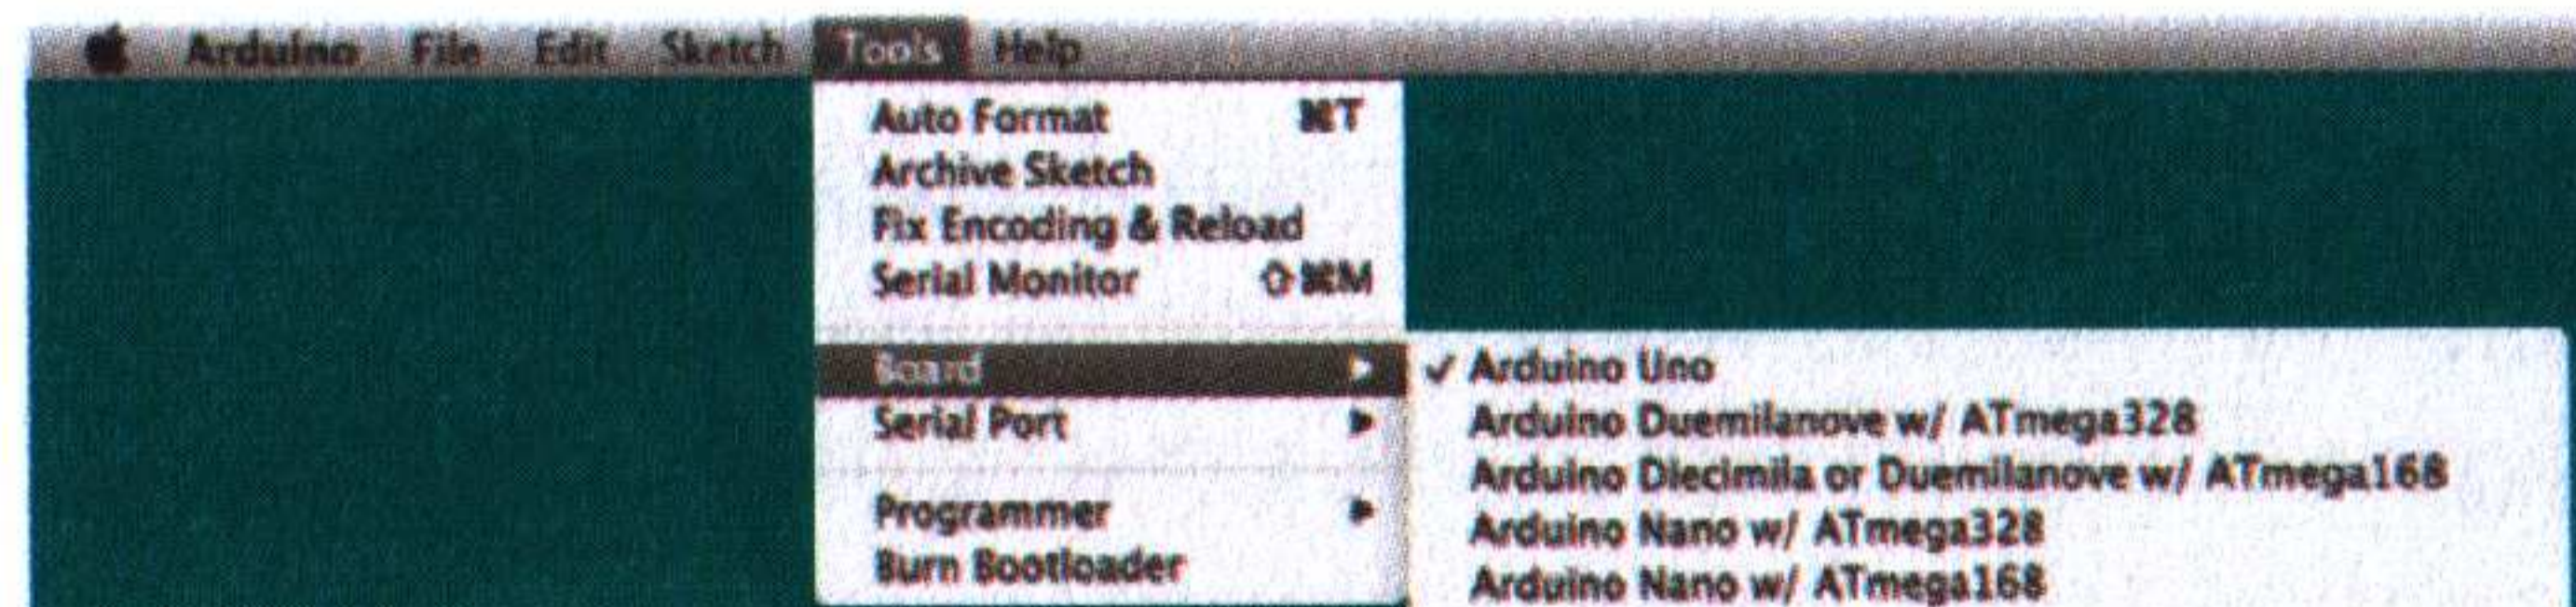 Arduino File Edit Sketch Tools Help
Auto Format ⌘T
Archive Sketch
Fix Encoding & Reload
Serial Monitor ⇧⌘M
Board ▶ ✓ Arduino Uno
Serial Port ▶ Arduino Duemilanove w/ ATmega328
Arduino Diecimila or Duemilanove w/ ATmega168
Programmer ▶ Arduino Nano w/ ATmega328
Burn Bootloader Arduino Nano w/ ATmega168